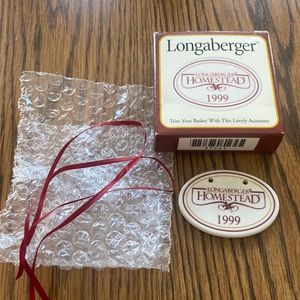 Longaberger®
LONGABERGER
HOMESTEAD
1999
Trim Your Basket With This Lovely Accessory
LONGABERGER
HOMESTEAD
1999